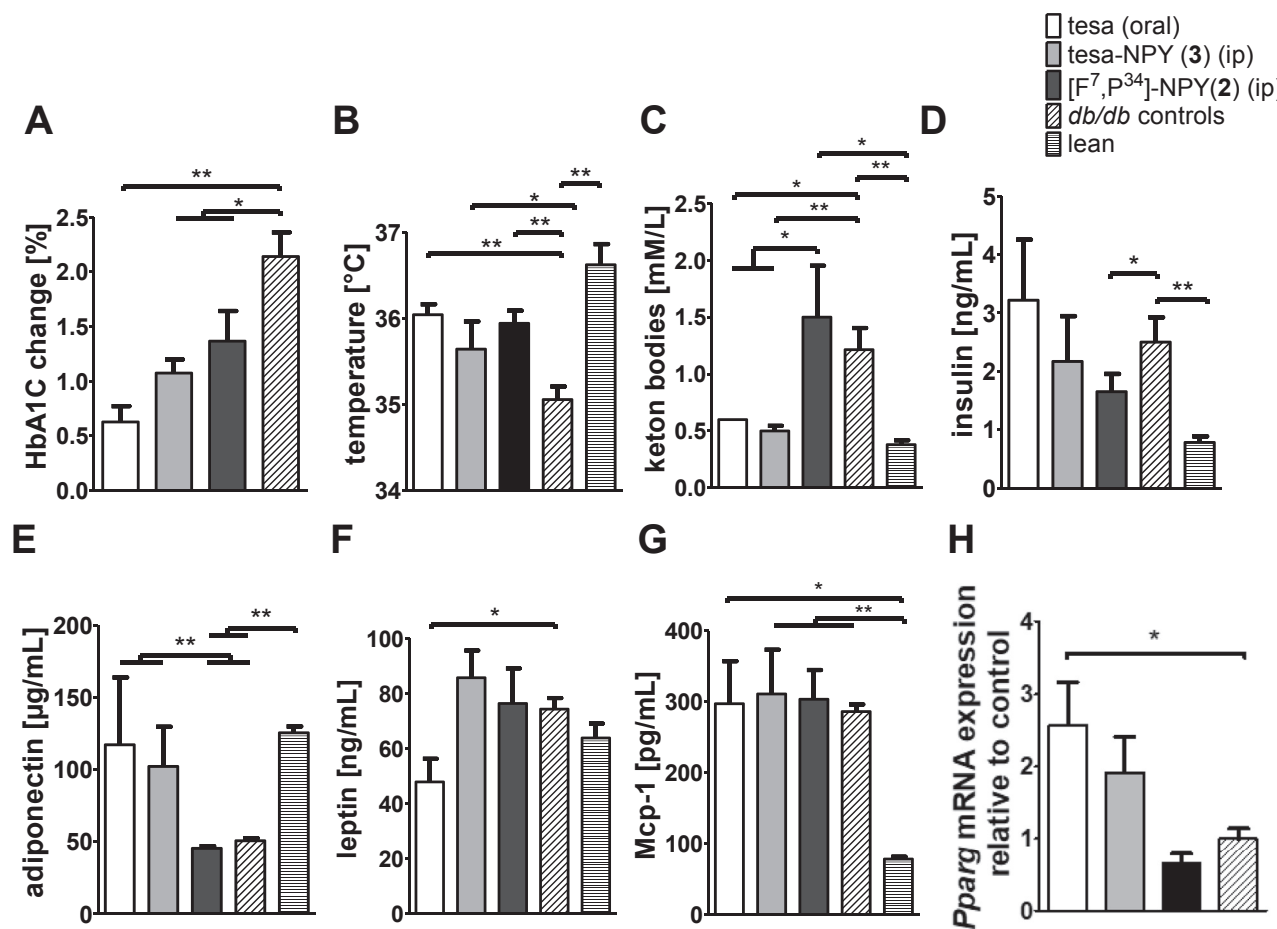 tesa (oral)
tesa-NPY (3) (ip)
[F7,P34]-NPY(2) (ip)
db/db controls
lean
A
HbA1C change [%]
2.5
2.0
1.5
1.0
0.5
0.0
**
*
B
temperature [°C]
37
36
35
34
**
*
**
**
C
keton bodies [mM/L]
2.5
2.0
1.5
1.0
0.5
0.0
*
**
*
**
*
D
insulin [ng/mL]
5
4
3
2
1
0
*
**
E
adiponectin [µg/mL]
200
150
100
50
0
**
**
F
leptin [ng/mL]
100
80
60
40
20
0
*
G
Mcp-1 [pg/mL]
400
300
200
100
0
*
**
H
Pparg mRNA expression
relative to control
4
3
2
1
0
*